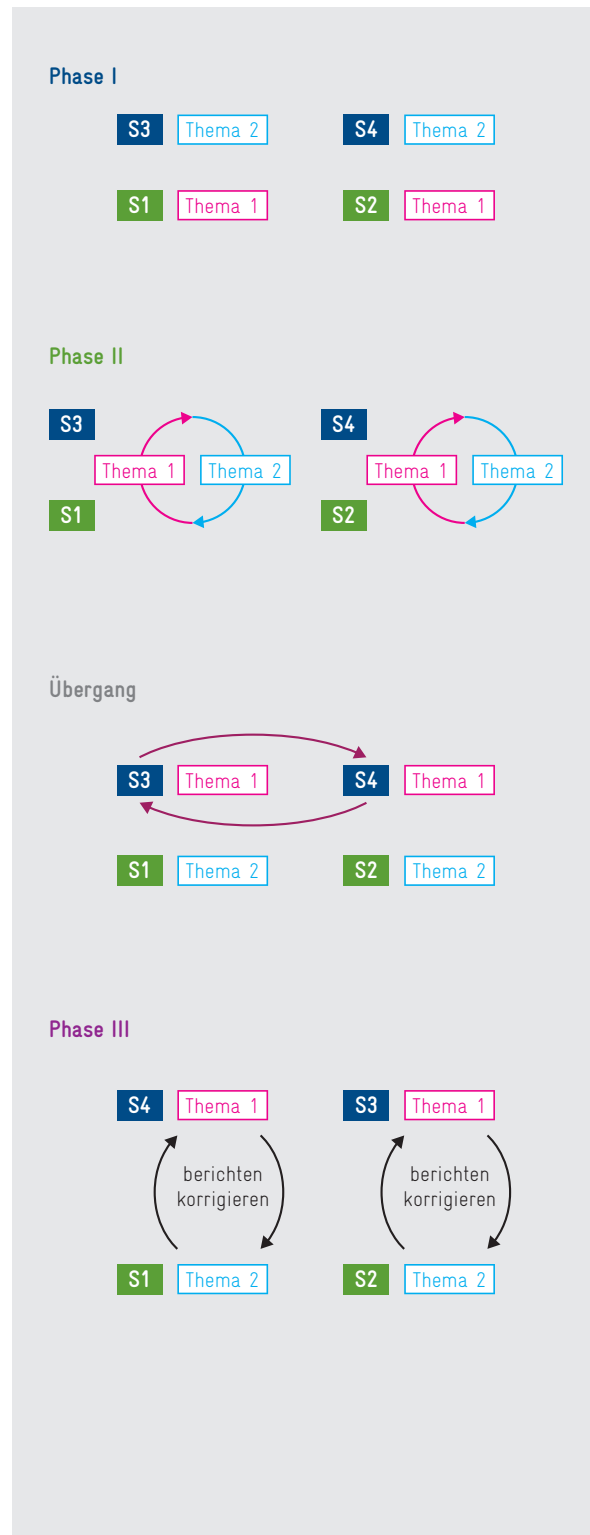 Phase I
S3 Thema 2 S4 Thema 2
S1 Thema 1 S2 Thema 1
Phase II
S3 S4
Thema 1 Thema 2 Thema 1 Thema 2
S1 S2
Übergang
S3 Thema 1 S4 Thema 1
S1 Thema 2 S2 Thema 2
Phase III
S4 Thema 1 S3 Thema 1
berichten berichten
korrigieren korrigieren
S1 Thema 2 S2 Thema 2